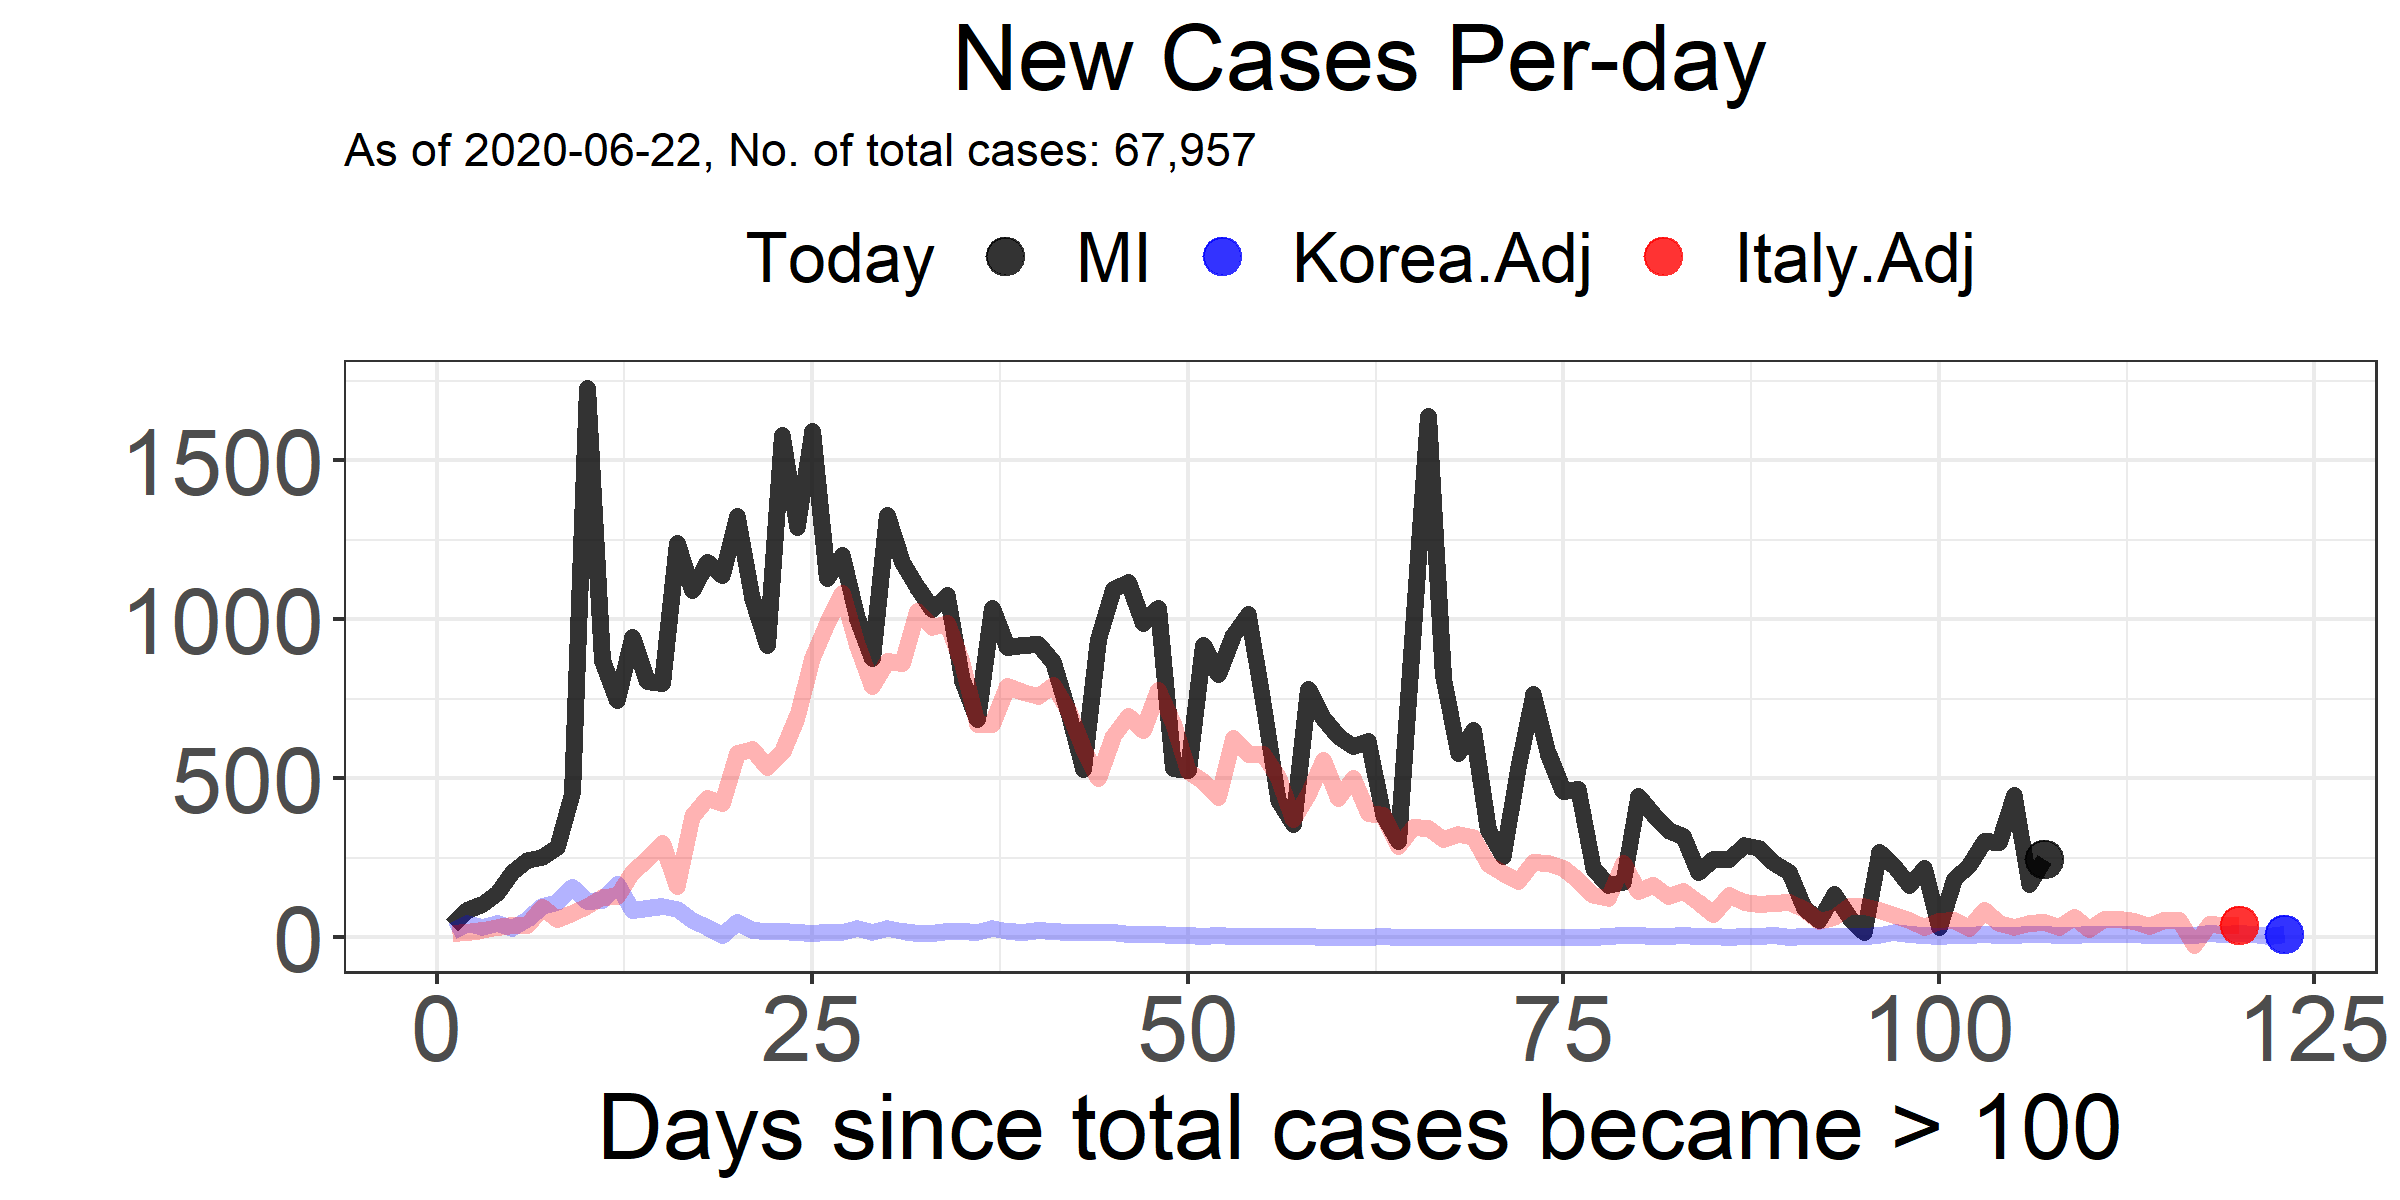 New Cases Per-day
As of 2020-06-22, No. of total cases: 67,957
Today MI Korea.Adj Italy.Adj
1500
1000
500
0
0 25 50 75 100 125
Days since total cases became > 100